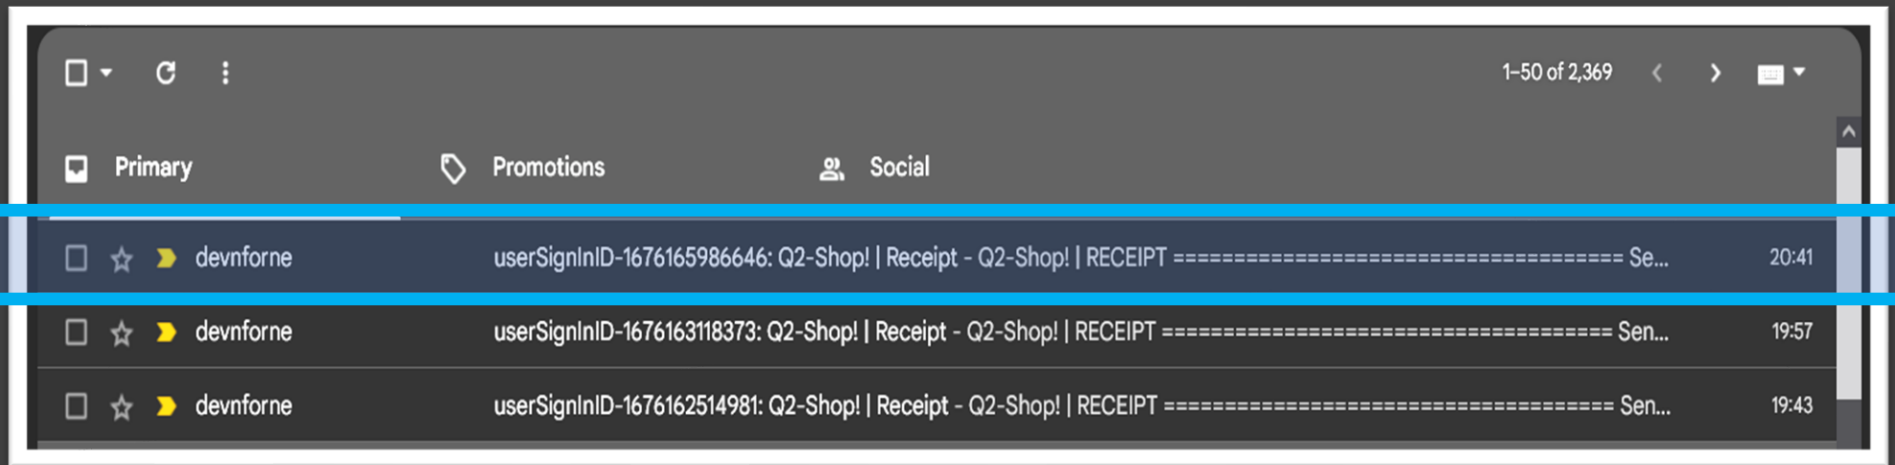 1–50 of 2,369
Primary Promotions Social
devnforne userSignInID-1676165986646: Q2-Shop! | Receipt - Q2-Shop! | RECEIPT ===================================== Se... 20:41
devnforne userSignInID-1676163118373: Q2-Shop! | Receipt - Q2-Shop! | RECEIPT ===================================== Sen... 19:57
devnforne userSignInID-1676162514981: Q2-Shop! | Receipt - Q2-Shop! | RECEIPT ===================================== Sen... 19:43